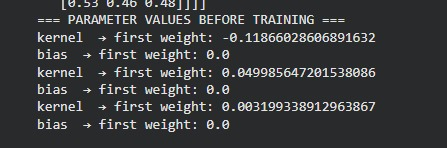 [0.53 0.46 0.48]]]]
=== PARAMETER VALUES BEFORE TRAINING ===
kernel → first weight: -0.11866028606891632
bias → first weight: 0.0
kernel → first weight: 0.049985647201538086
bias → first weight: 0.0
kernel → first weight: 0.003199338912963867
bias → first weight: 0.0